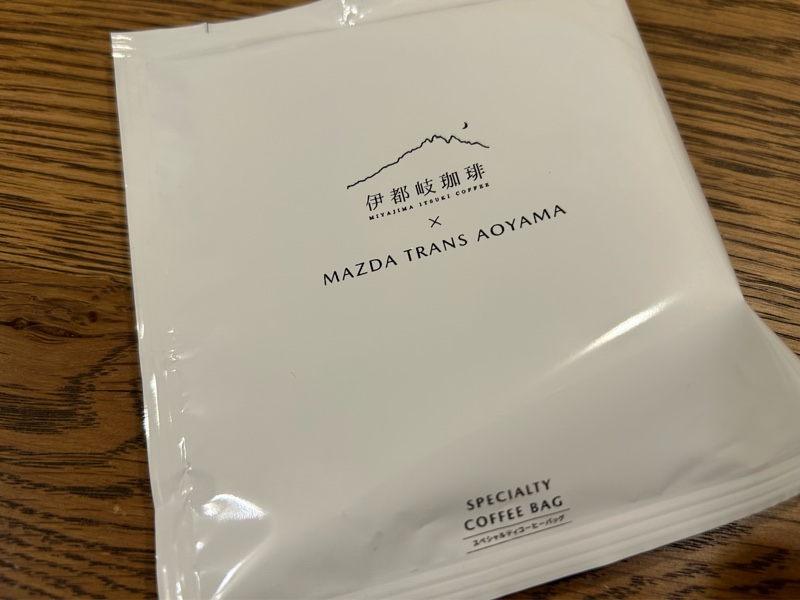 伊都岐珈琲
MIYAJIMA ITSUKI COFFEE
×
MAZDA TRANS AOYAMA
SPECIALTY
COFFEE BAG
スペシャルティコーヒーバッグ